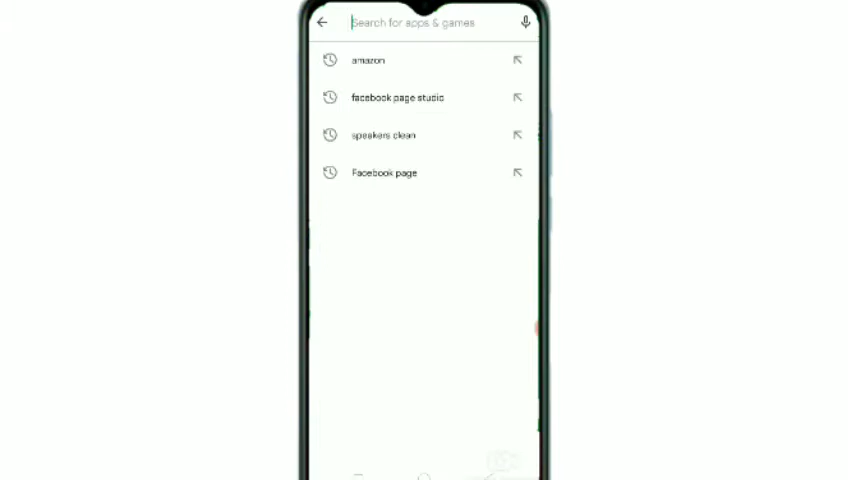 Search for apps & games
amazon
facebook page studio
speakers clean
Facebook page